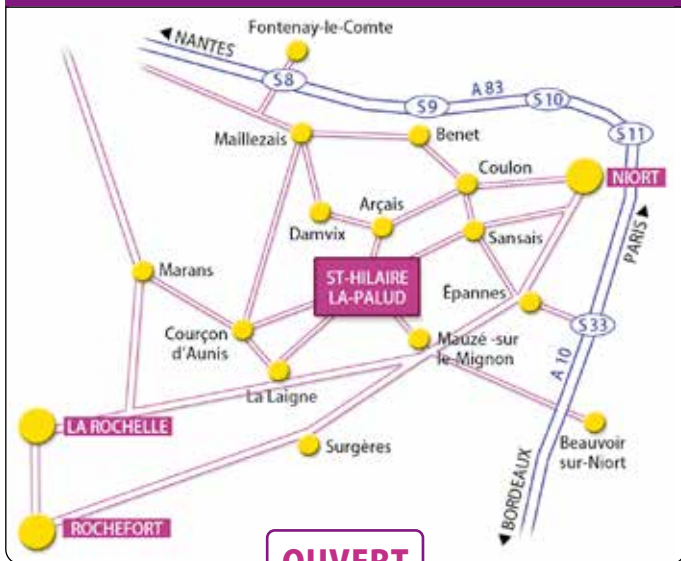 Fontenay-le-Comte
NANTES
S8
A 83
S9
S10
S11
Maillezais
Benet
Coulon
NIORT
Arçais
Damvix
Sansais
PARIS
Marans
ST-HILAIRE
LA-PALUD
Épannes
S33
Courçon
d'Aunis
Mauzé -sur
le-Mignon
A 10
La Laigne
LA ROCHELLE
Surgères
Beauvoir
sur-Niort
BORDEAUX
ROCHEFORT
OUVERT